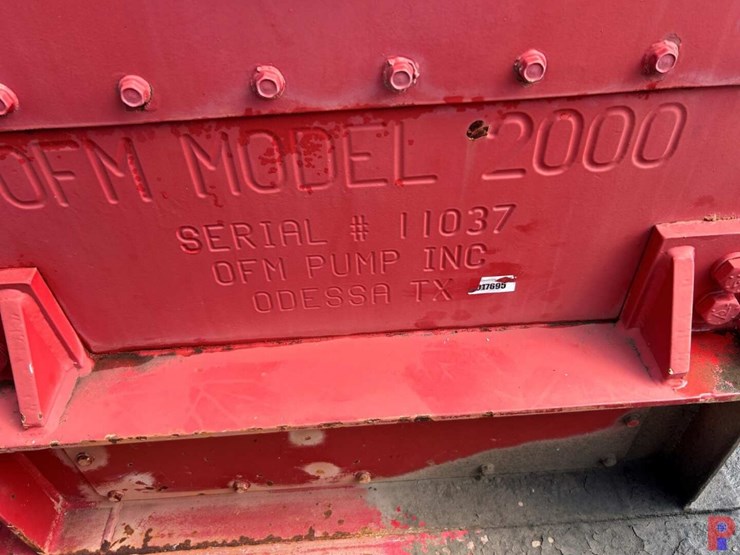 OFM MODEL 2000
SERIAL # 11037
OFM PUMP INC
ODESSA TX
017695